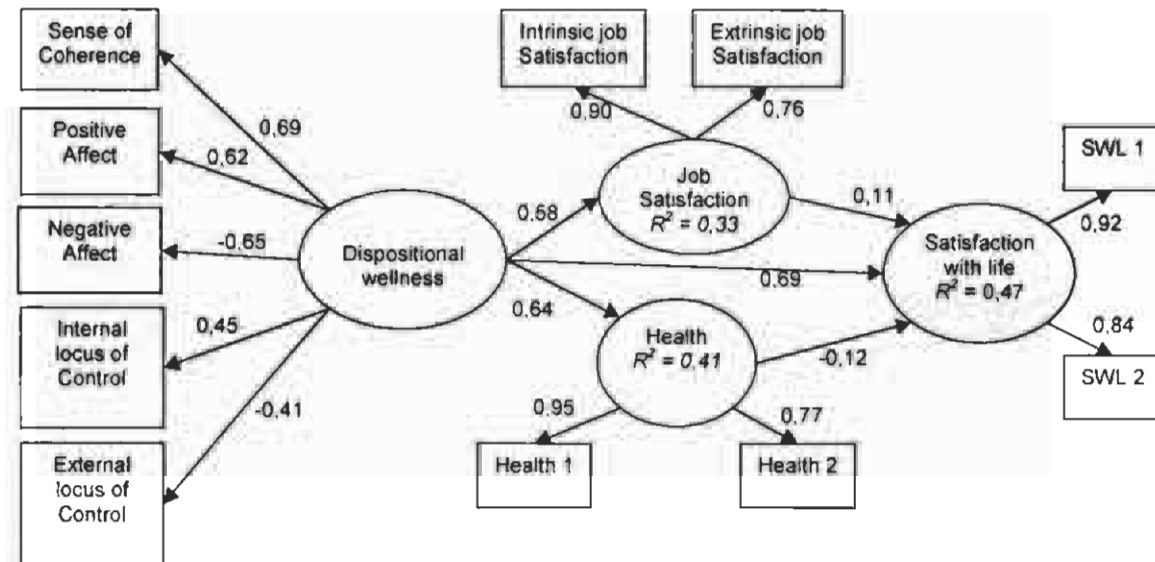 Sense of
Coherence
Positive
Affect
Negative
Affect
Internal
locus of
Control
External
locus of
Control
0,69
0,62
-0,65
0,45
-0,41
Dispositional
wellness
0,58
0,69
0,64
Intrinsic job
Satisfaction
Extrinsic job
Satisfaction
0,90
0,76
Job
Satisfaction
R² = 0,33
0,11
Health
R² = 0,41
-0,12
0,95
0,77
Health 1
Health 2
Satisfaction
with life
R² = 0,47
SWL 1
0,92
0,84
SWL 2